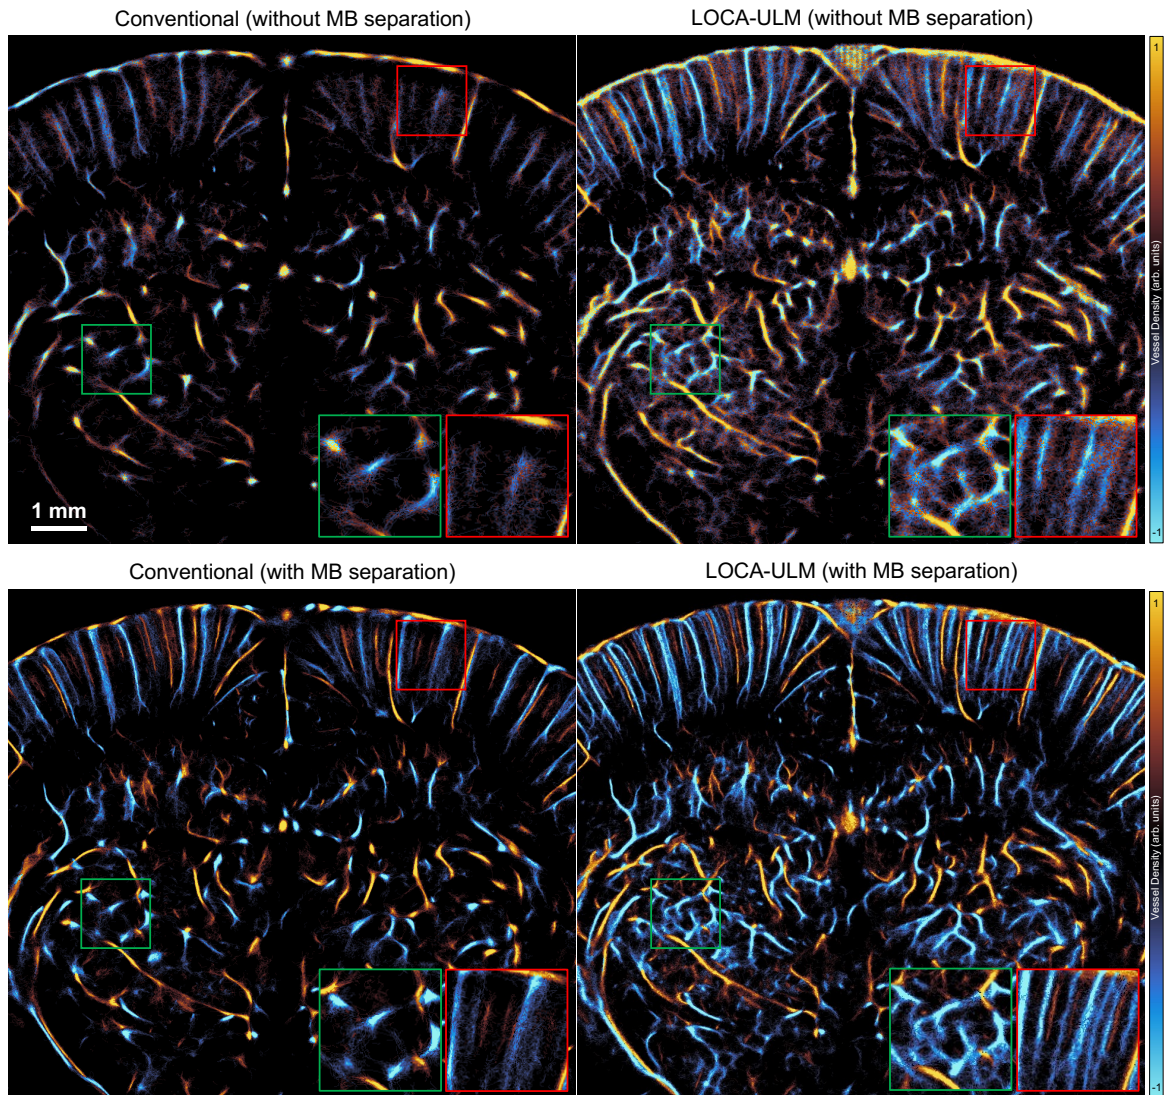 Conventional (without MB separation)
LOCA-ULM (without MB separation)
1
Vessel Density (arb. units)
-1
1 mm
Conventional (with MB separation)
LOCA-ULM (with MB separation)
1
Vessel Density (arb. units)
-1